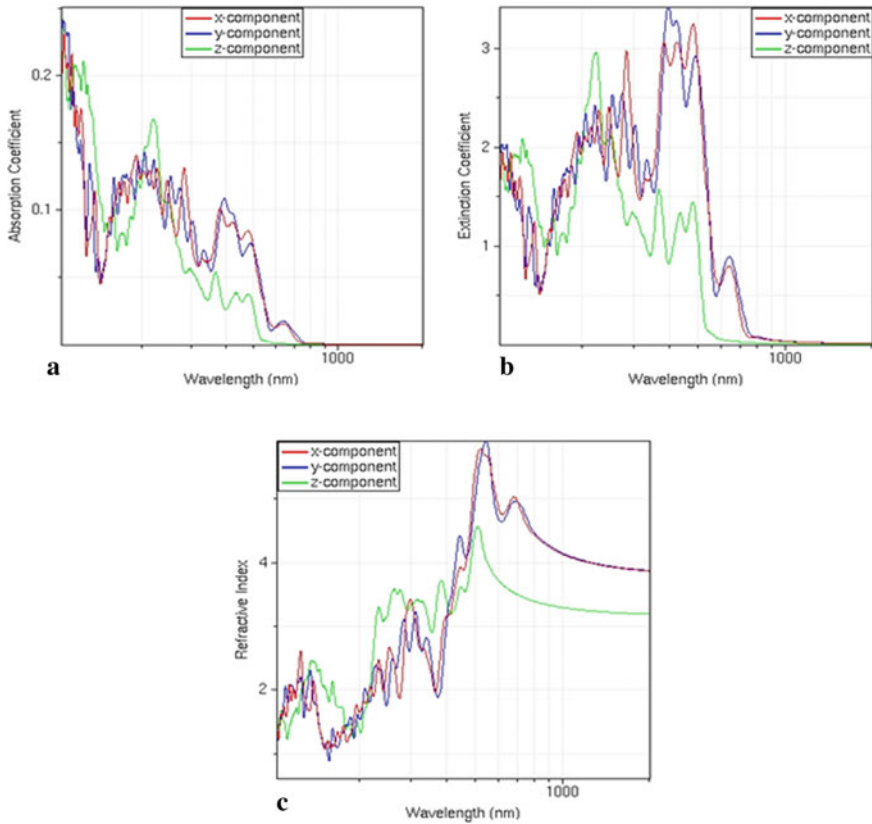 x-component
y-component
z-component
0.2
0.1
Absorption Coefficient
1000
Wavelength (nm)
a
x-component
y-component
z-component
3
2
1
Extinction Coefficient
1000
Wavelength (nm)
b
x-component
y-component
z-component
4
2
Refractive Index
1000
Wavelength (nm)
c